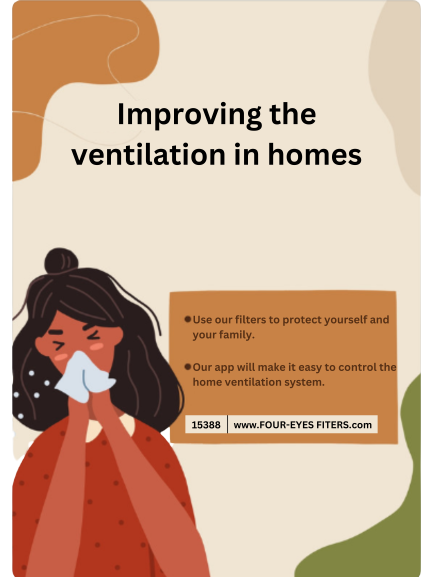 Improving the
ventilation in homes
Use our filters to protect yourself and
your family.
Our app will make it easy to control the
home ventilation system.
15388 www.FOUR-EYES FITERS.com